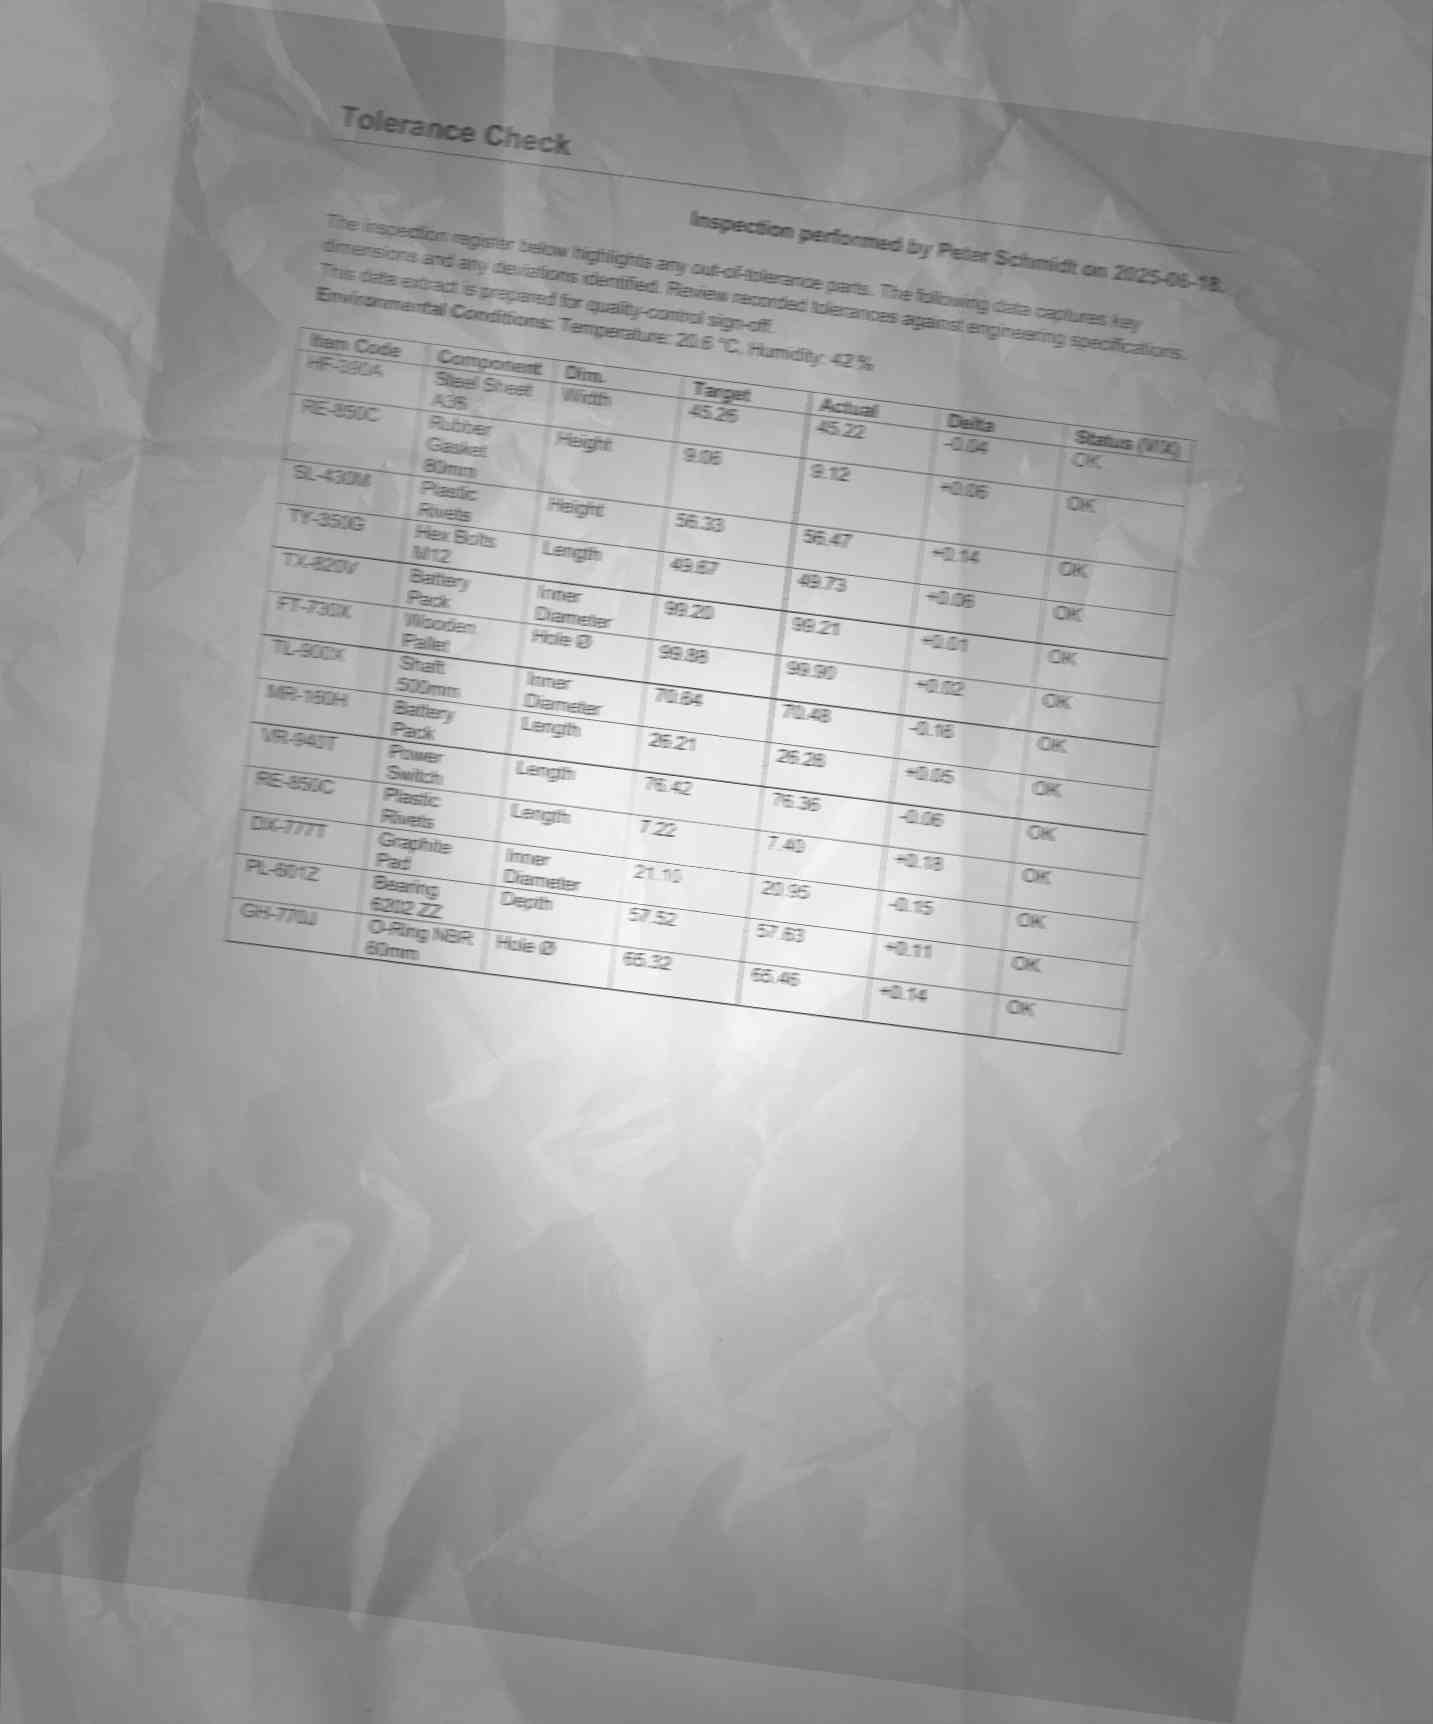 Tolerance Check
Inspection performed by Peter Schmidt on 2025-06-18.
The inspection register below highlights any out-of-tolerance parts. The following data captures key
dimensions and any deviations identified. Review recorded tolerances against engineering specifications.
This data extract is prepared for quality-control sign-off.
Environmental Conditions: Temperature: 20.6 °C, Humidity: 42 %
Item Code Component Dim. Target Actual Delta Status (V/X)
Steel Sheet A36 Width 45.26 45.22 -0.04 OK
RE-850C Rubber Gasket 80mm Height 9.06 9.12 +0.06 OK
SL-430M Plastic Rivets Height 56.33 56.47 +0.14 OK
TY-350G Hex Bolts M12 Length 49.67 49.73 +0.06 OK
TX-820V Battery Pack Inner Diameter 99.20 99.21 +0.01 OK
FT-730X Wooden Pallet Hole Ø 99.88 99.90 +0.02 OK
TL-900X Shaft 500mm Inner Diameter 70.64 70.48 -0.16 OK
MR-160H Battery Pack Length 26.21 26.26 +0.05 OK
VR-940T Power Switch Length 76.42 76.36 -0.06 OK
RE-850C Plastic Rivets Length 7.22 7.40 +0.18 OK
DX-777T Graphite Pad Inner Diameter 21.10 20.95 -0.15 OK
PL-601Z Bearing 6202 ZZ Depth 57.52 57.63 +0.11 OK
GH-770J O-Ring NBR 60mm Hole Ø 65.32 65.46 +0.14 OK